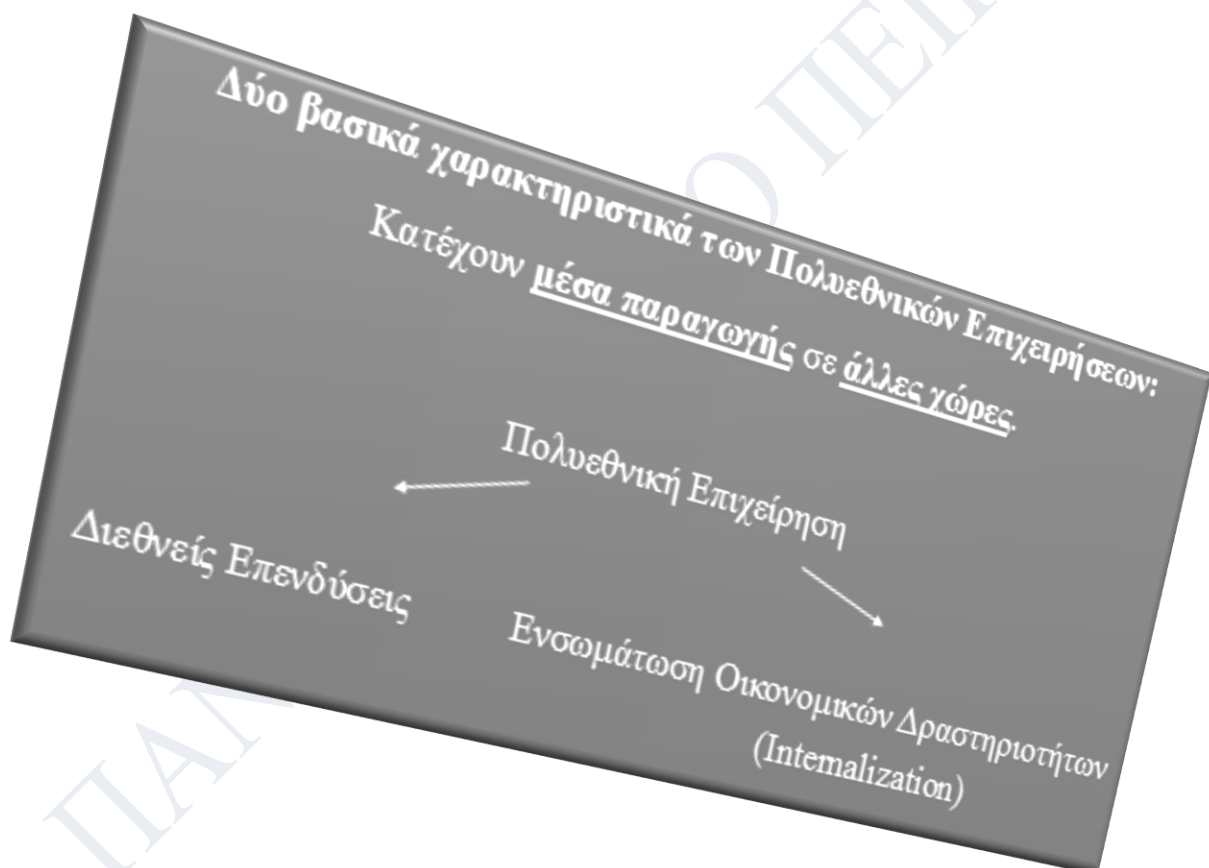 Δύο βασικά χαρακτηριστικά των Πολυεθνικών Επιχειρήσεων:
Κατέχουν μέσα παραγωγής σε άλλες χώρες.
Πολυεθνική Επιχείρηση
Διεθνείς Επενδύσεις
Ενσωμάτωση Οικονομικών Δραστηριοτήτων
(Internalization)